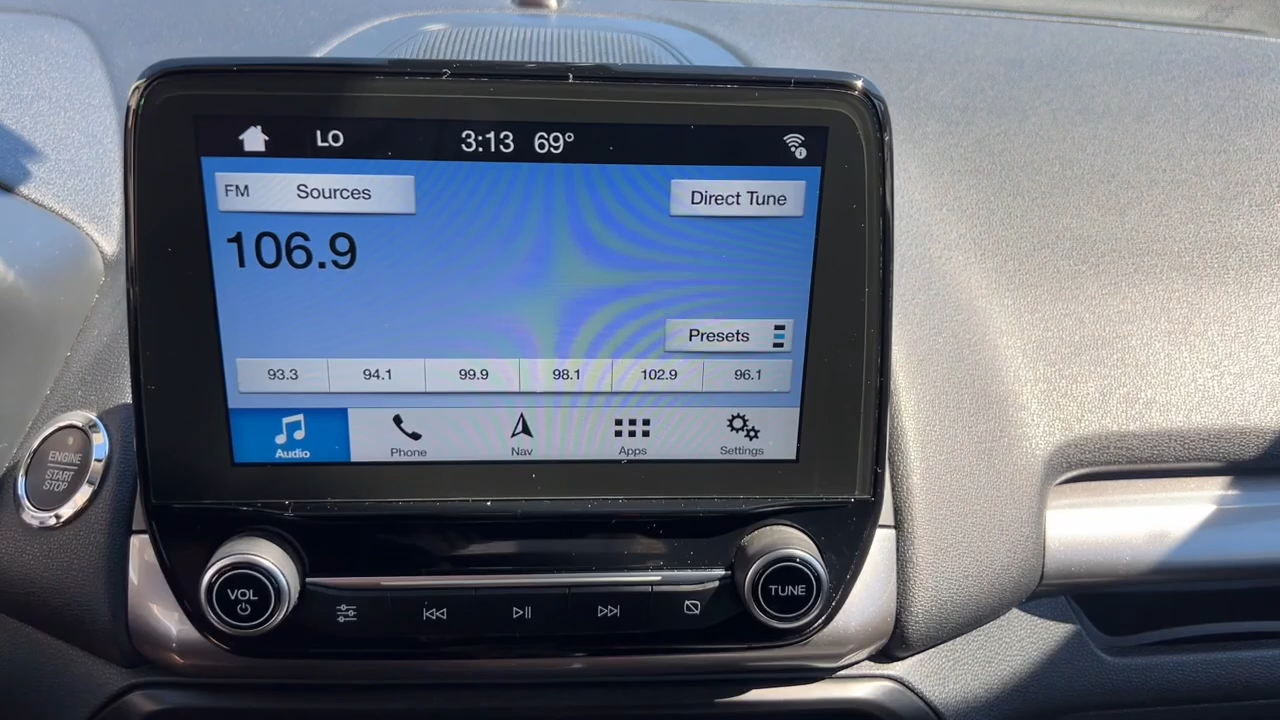 LO 3:13 69°
FM Sources Direct Tune
106.9
Presets
93.3 94.1 99.9 98.1 102.9 96.1
Audio Phone Nav Apps Settings
ENGINE
START
STOP
VOL
TUNE